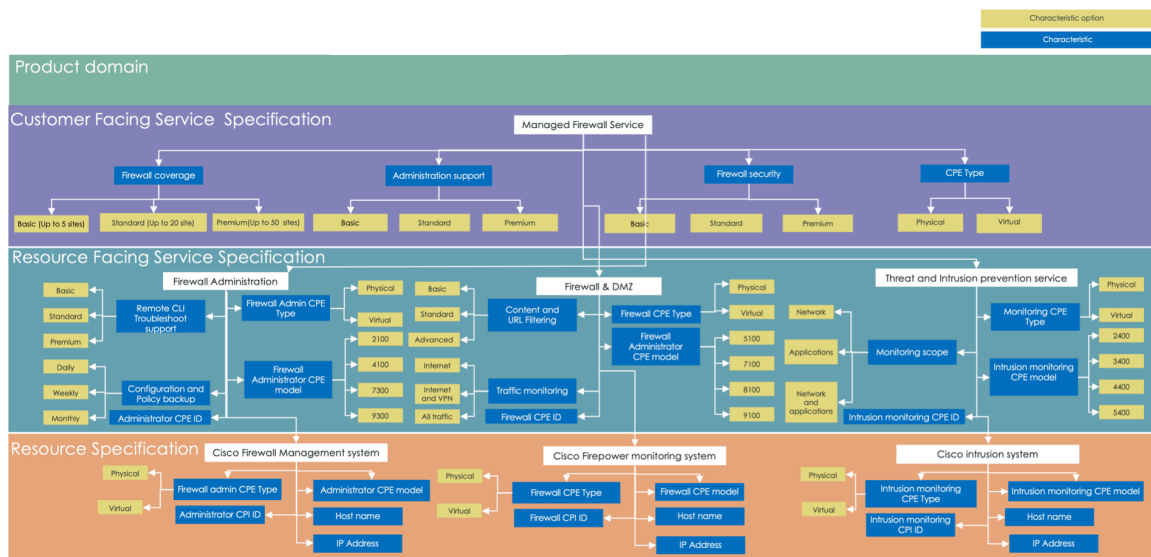 Characteristic option
Characteristic
Product domain
Customer Facing Service  Specification
Managed Firewall Service
Firewall coverage
Administration support
Firewall security
CPE Type
Basic (Up to 5 sites)
Standard (Up to 20 site)
Premium(Up to 50  sites)
Basic
Standard
Premium
Basic
Standard
Premium
Physical
Virtual
Resource Facing Service Specification
Firewall Administration
Firewall & DMZ
Threat and Intrusion prevention service
Basic
Standard
Premium
Remote CLI
Troubleshoot
support
Daily
Weekly
Monthly
Configuration and
Policy backup
Administrator CPE ID
Firewall Admin CPE
Type
Physical
Virtual
Firewall
Administrator CPE
model
2100
4100
7300
9300
Basic
Standard
Advanced
Content and
URL Filtering
Internet
Internet
and VPN
All traffic
Traffic monitoring
Firewall CPE ID
Firewall CPE Type
Physical
Virtual
Firewall
Administrator
CPE model
5100
7100
8100
9100
Network
Applications
Network
and
applications
Monitoring scope
Intrusion monitoring CPE ID
Monitoring CPE
Type
Physical
Virtual
Intrusion monitoring
CPE model
2400
3400
4400
5400
Resource Specification
Cisco Firewall Management system
Physical
Virtual
Firewall admin CPE Type
Administrator CPI ID
Administrator CPE model
Host name
IP Address
Cisco Firepower monitoring system
Physical
Virtual
Firewall CPE Type
Firewall CPI ID
Firewall CPE model
Host name
IP Address
Cisco intrusion system
Physical
Virtual
Intrusion monitoring
CPE Type
Intrusion monitoring
CPI ID
Intrusion monitoring CPE model
Host name
IP Address